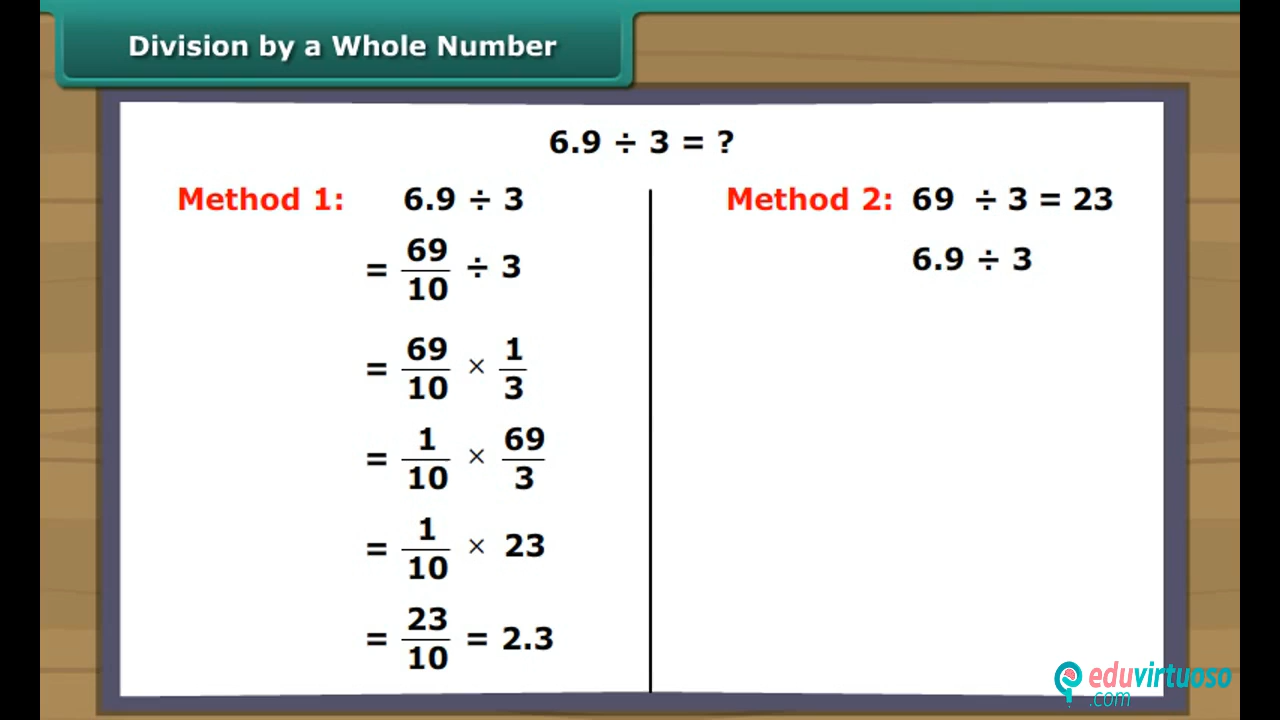 Division by a Whole Number
6.9 ÷ 3 = ?
Method 1: 6.9 ÷ 3
= 69/10 ÷ 3
= 69/10 × 1/3
= 1/10 × 69/3
= 1/10 × 23
= 23/10 = 2.3
Method 2: 69 ÷ 3 = 23
6.9 ÷ 3
eduvirtuoso
.com